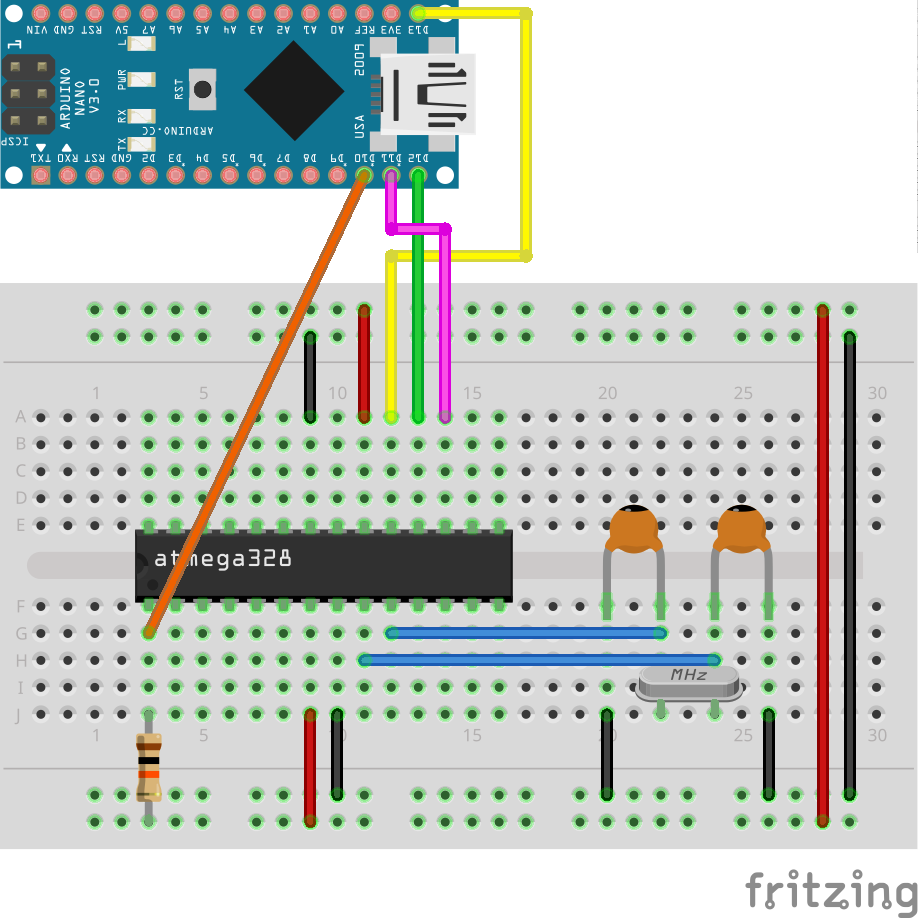 VIN GND RST 5V A7 A6 A5 A4 A3 A2 A1 A0 REF 3V3 D13
L
PWR
RX
TX
ARDUINO
NANO
V3.0
ICSP
1
RST
ARDUINO.CC
2009
USA
TX1 RX0 RST GND D2 D3 D4 D5 D6 D7 D8 D9 D10 D11 D12
1 5 10 15 20 25 30
A
B
C
D
E
atmega328
F
G
H
I
J
MHz
1 5 15 20 25 30
fritzing